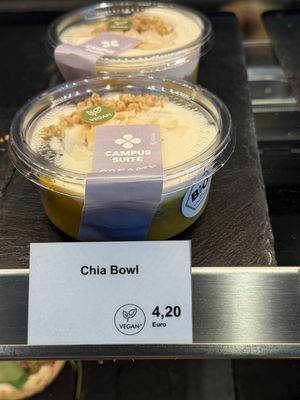 VEGAN
CAMPUS
SUITE
CREAMY
BIO
Chia Bowl
VEGAN*
4,20
Euro